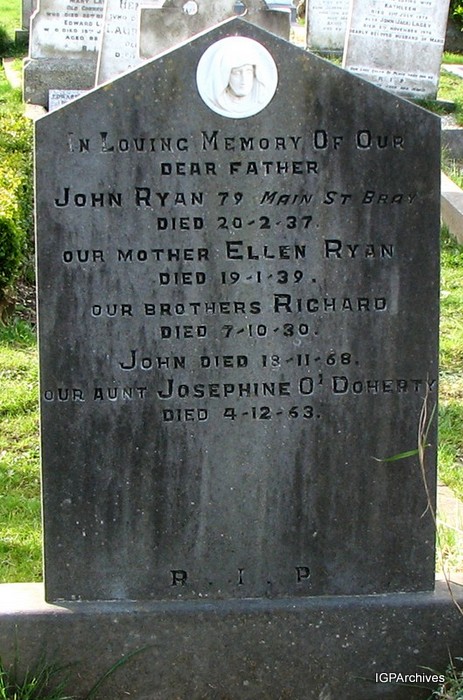 In Loving Memory Of Our
dear father
John Ryan 79 Main St Bray
died 20-2-37.
our mother Ellen Ryan
died 19-1-39.
our brothers Richard
died 7-10-30.
John died 13-11-68.
our aunt Josephine O'Doherty
died 4-12-63.
R. I. P
IGPArchives